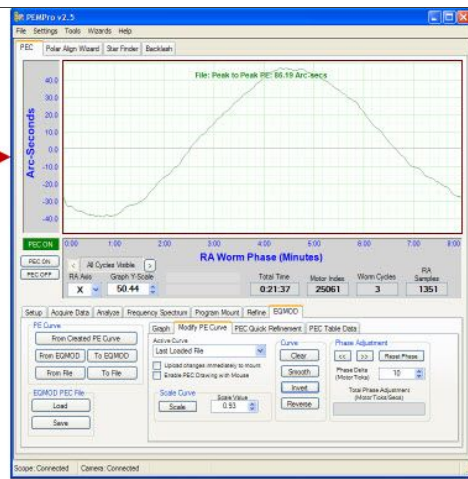 PEMPro v2.5
File Settings Tools Wizards Help
PEC Polar Align Wizard Star Finder Backlash
File: Peak to Peak PE: 86.19 Arc-secs
Arc-Seconds
40.0
30.0
20.0
10.0
0.0
-10.0
-20.0
-30.0
-40.0
0:00 1:00 2:00 3:00 4:00 5:00 6:00 7:00 8:00
RA Worm Phase (Minutes)
PEC ON
PEC ON
PEC OFF
< All Cycles Visible >
RA Axis Graph Y-Scale Total Time Motor Index Worm Cycles RA Samples
X 50.44 0:21:37 25061 3 1351
Setup Acquire Data Analyze Frequency Spectrum Program Mount Refine EQMOD
PE Curve
From Created PE Curve
From EQMOD To EQMOD
From File To File
EQMOD PEC File
Load
Save
Graph Modify PE Curve PEC Quick Refinement PEC Table Data
Active Curve
Last Loaded File
Upload changes immediately to mount
Enable PEC Drawing with Mouse
Scale Curve
Scale Scale Value 0.93
Curve
Clear
Smooth
Invert
Reverse
Phase Adjustment
<< >> Reset Phase
Phase Delta (Motor Ticks) 10
Total Phase Adjustment (Motor Ticks/Secs)
Scope: Connected Camera: Connected